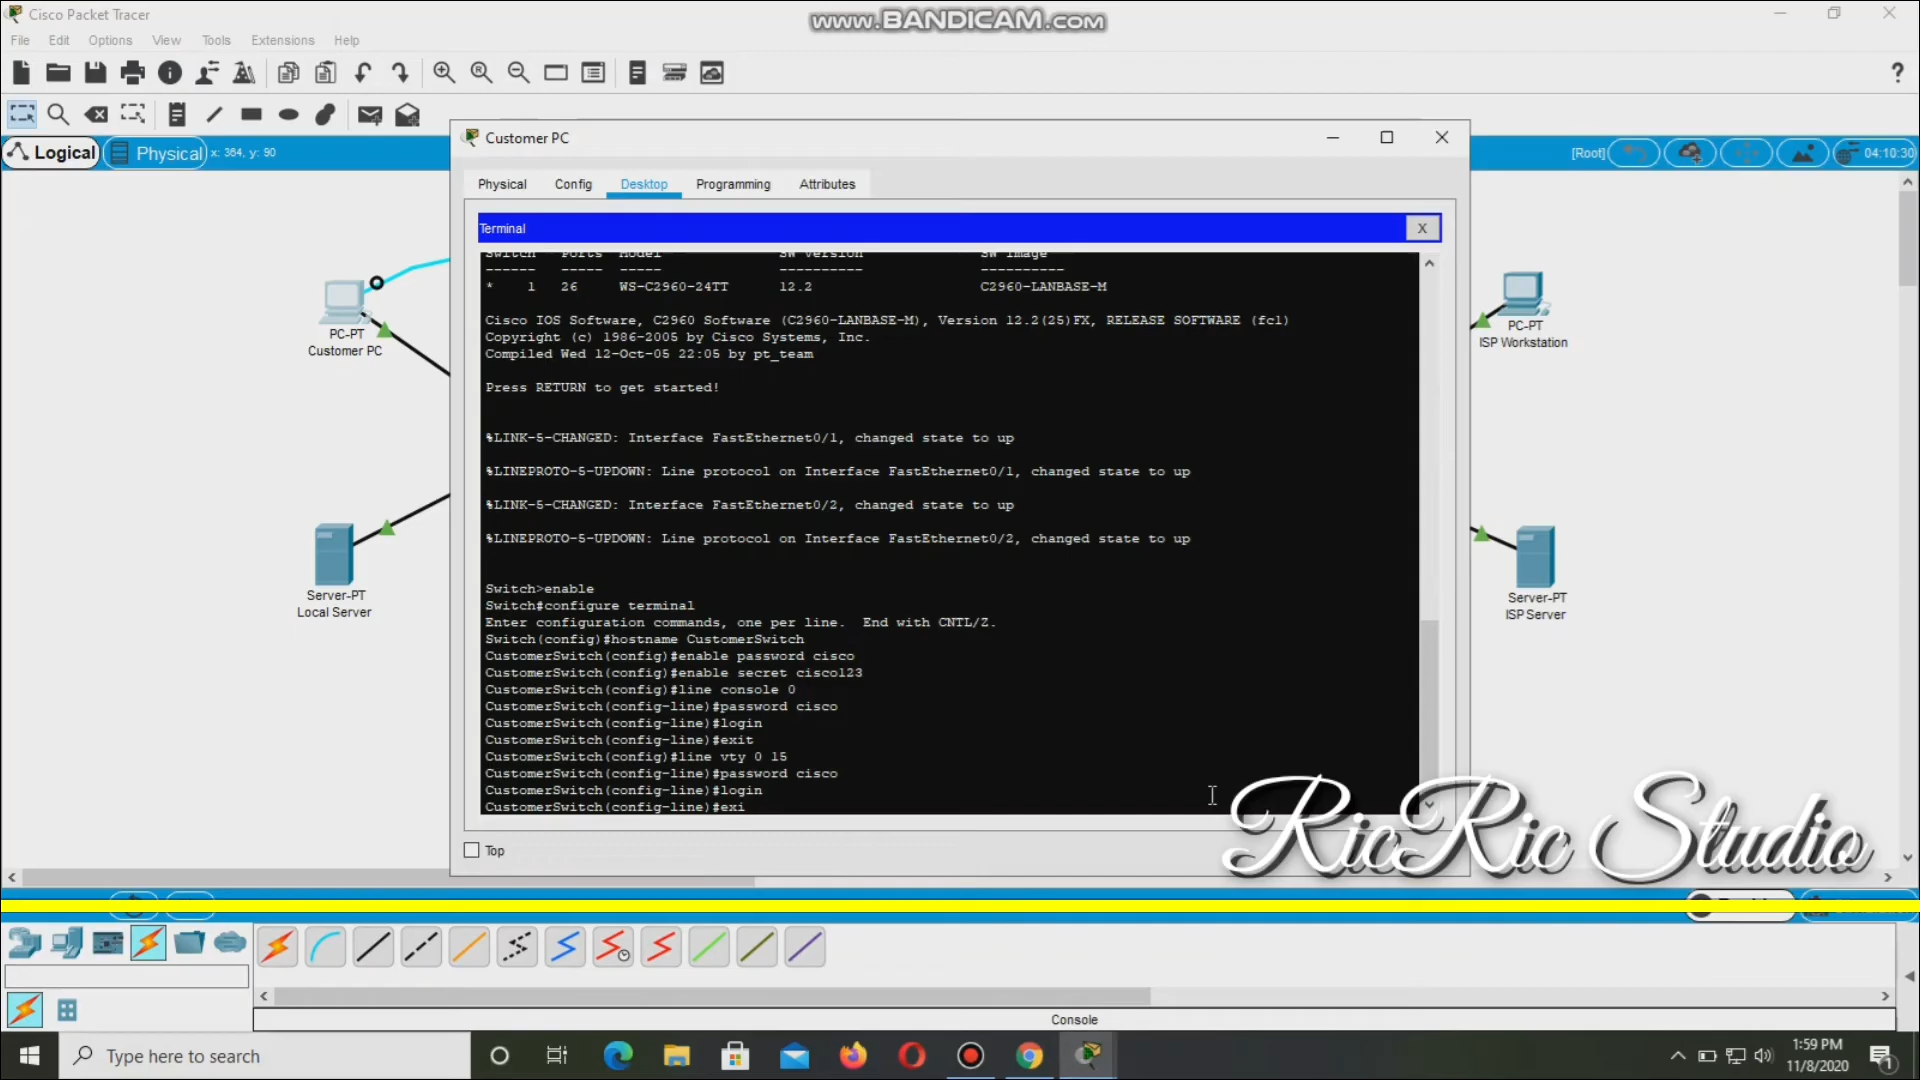 Cisco Packet Tracer
www.BANDICAM.com
File Edit Options View Tools Extensions Help
Logical Physical x: 364, y: 90
[Root] 04:10:30
Customer PC
Physical Config Desktop Programming Attributes
Terminal X
Switch Ports Model SW Version SW Image
------ ----- ----- ---------- ----------
* 1 26 WS-C2960-24TT 12.2 C2960-LANBASE-M
Cisco IOS Software, C2960 Software (C2960-LANBASE-M), Version 12.2(25)FX, RELEASE SOFTWARE (fc1)
Copyright (c) 1986-2005 by Cisco Systems, Inc.
Compiled Wed 12-Oct-05 22:05 by pt_team
Press RETURN to get started!
%LINK-5-CHANGED: Interface FastEthernet0/1, changed state to up
%LINEPROTO-5-UPDOWN: Line protocol on Interface FastEthernet0/1, changed state to up
%LINK-5-CHANGED: Interface FastEthernet0/2, changed state to up
%LINEPROTO-5-UPDOWN: Line protocol on Interface FastEthernet0/2, changed state to up
Switch>enable
Switch#configure terminal
Enter configuration commands, one per line. End with CNTL/Z.
Switch(config)#hostname CustomerSwitch
CustomerSwitch(config)#enable password cisco
CustomerSwitch(config)#enable secret cisco123
CustomerSwitch(config)#line console 0
CustomerSwitch(config-line)#password cisco
CustomerSwitch(config-line)#login
CustomerSwitch(config-line)#exit
CustomerSwitch(config)#line vty 0 15
CustomerSwitch(config-line)#password cisco
CustomerSwitch(config-line)#login
CustomerSwitch(config-line)#exi
Top
PC-PT
Customer PC
Server-PT
Local Server
PC-PT
ISP Workstation
Server-PT
ISP Server
RicRic Studio
Console
Type here to search
1:59 PM
11/8/2020
1